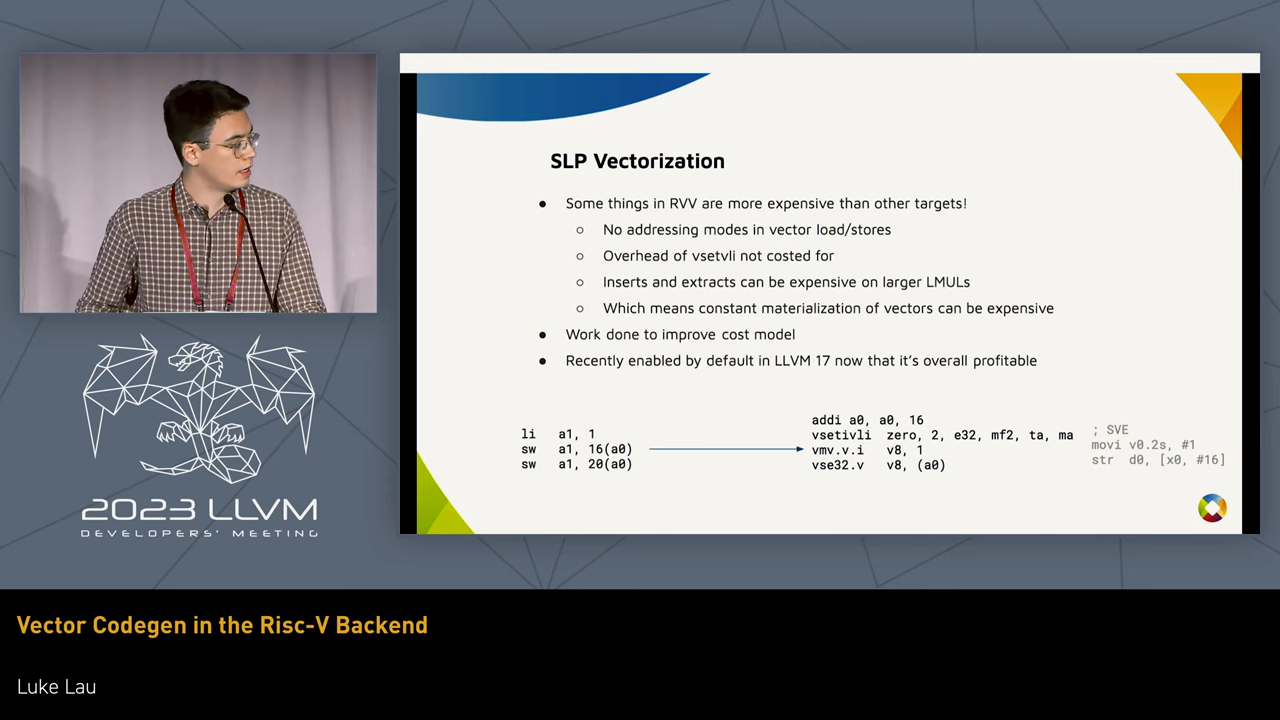 SLP Vectorization
● Some things in RVV are more expensive than other targets!
○ No addressing modes in vector load/stores
○ Overhead of vsetvli not costed for
○ Inserts and extracts can be expensive on larger LMULs
○ Which means constant materialization of vectors can be expensive
● Work done to improve cost model
● Recently enabled by default in LLVM 17 now that it's overall profitable
li a1, 1
sw a1, 16(a0)
sw a1, 20(a0)
addi a0, a0, 16
vsetivli zero, 2, e32, mf2, ta, ma
vmv.v.i v8, 1
vse32.v v8, (a0)
; SVE
movi v0.2s, #1
str d0, [x0, #16]
2023 LLVM
DEVELOPERS' MEETING
Vector Codegen in the Risc-V Backend
Luke Lau